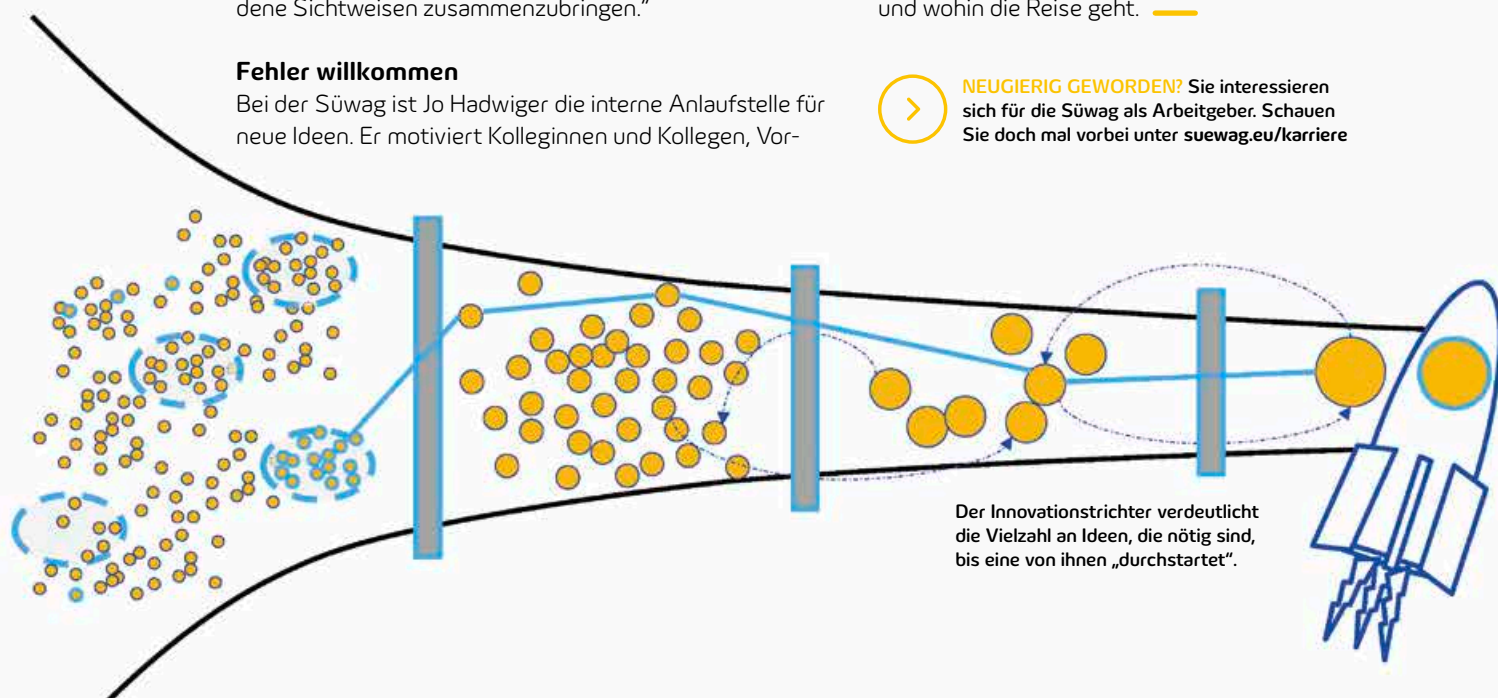 dene Sichtweisen zusammenzubringen.“
Fehler willkommen
Bei der Süwag ist Jo Hadwiger die interne Anlaufstelle für
neue Ideen. Er motiviert Kolleginnen und Kollegen, Vor-
und wohin die Reise geht.
NEUGIERIG GEWORDEN? Sie interessieren
sich für die Süwag als Arbeitgeber. Schauen
Sie doch mal vorbei unter suewag.eu/karriere
Der Innovationstrichter verdeutlicht
die Vielzahl an Ideen, die nötig sind,
bis eine von ihnen „durchstartet“.